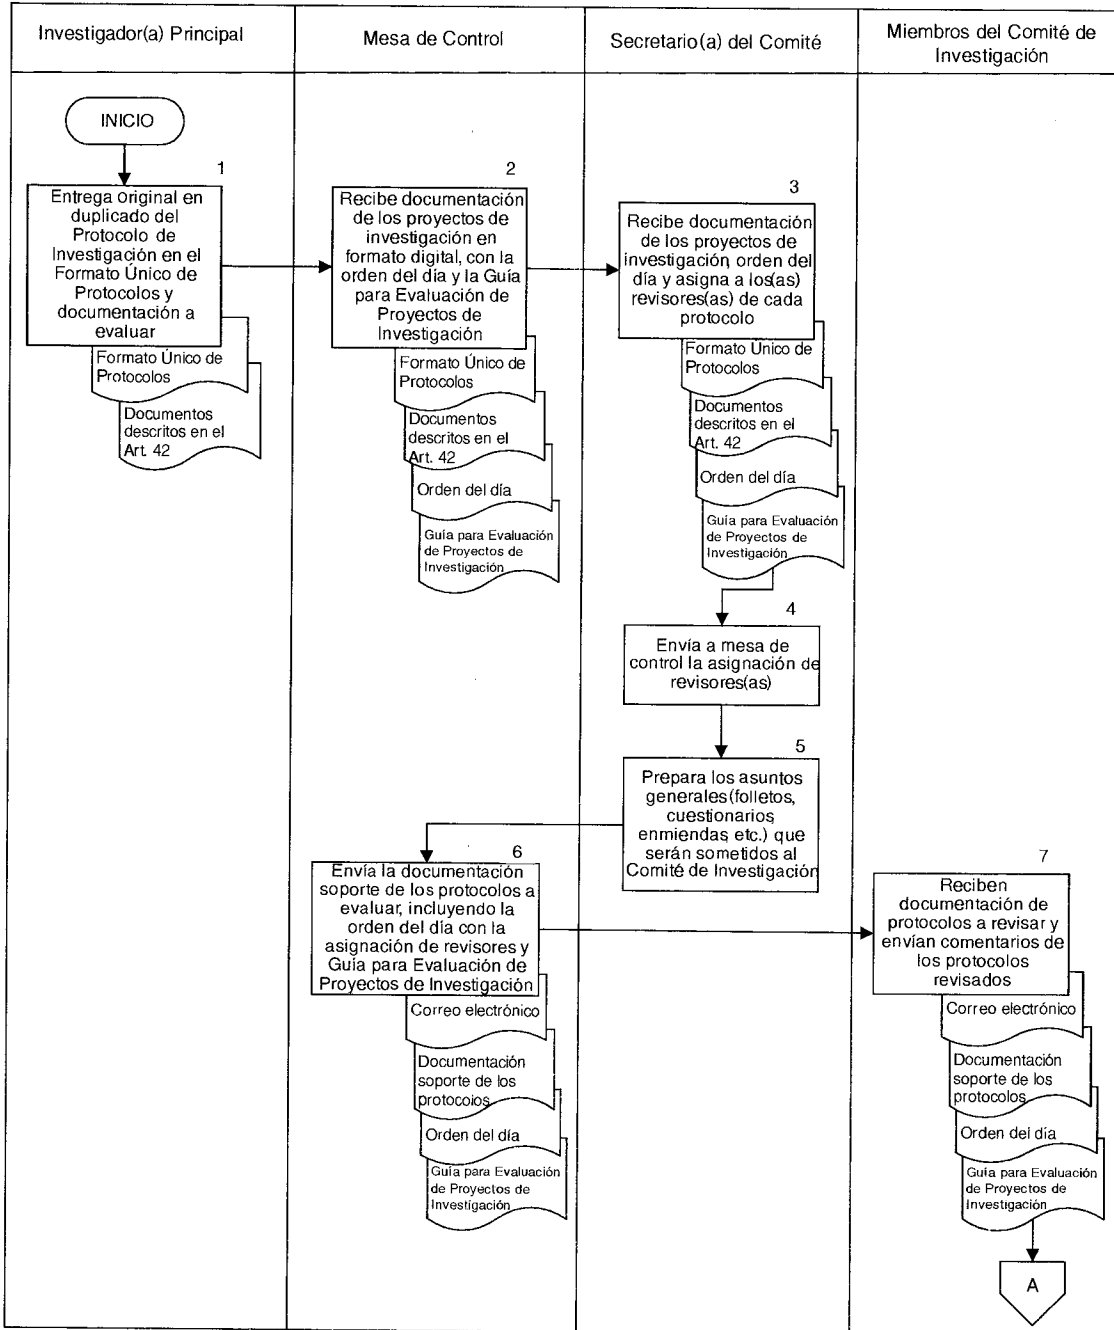 Investigador(a) Principal
Mesa de Control
Secretario(a) del Comité
Miembros del Comité de
Investigación
INICIO
1
Entrega original en
duplicado del
Protocolo de
Investigación en el
Formato Único de
Protocolos y
documentación a
evaluar
Formato Único de
Protocolos
Documentos
descritos en el
Art. 42
2
Recibe documentación
de los proyectos de
investigación en
formato digital, con la
orden del día y la Guía
para Evaluación de
Proyectos de
Investigación
Formato Único de
Protocolos
Documentos
descritos en el
Art. 42
Orden del día
Guía para Evaluación
de Proyectos de
Investigación
3
Recibe documentación
de los proyectos de
investigación, orden del
día y asigna a los(as)
revisores(as) de cada
protocolo
Formato Único de
Protocolos
Documentos
descritos en el
Art. 42
Orden del día
Guía para Evaluación
de Proyectos de
Investigación
4
Envía a mesa de
control la asignación de
revisores(as)
5
Prepara los asuntos
generales (folletos,
cuestionarios,
enmiendas, etc.) que
serán sometidos al
Comité de Investigación
6
Envía la documentación
soporte de los protocolos a
evaluar, incluyendo la
orden del día con la
asignación de revisores y
Guía para Evaluación de
Proyectos de Investigación
Correo electrónico
Documentación
soporte de los
protocolos
Orden del día
Guía para Evaluación
de Proyectos de
Investigación
7
Reciben
documentación de
protocolos a revisar y
envían comentarios de
los protocolos
revisados
Correo electrónico
Documentación
soporte de los
protocolos
Orden del día
Guía para Evaluación
de Proyectos de
Investigación
A